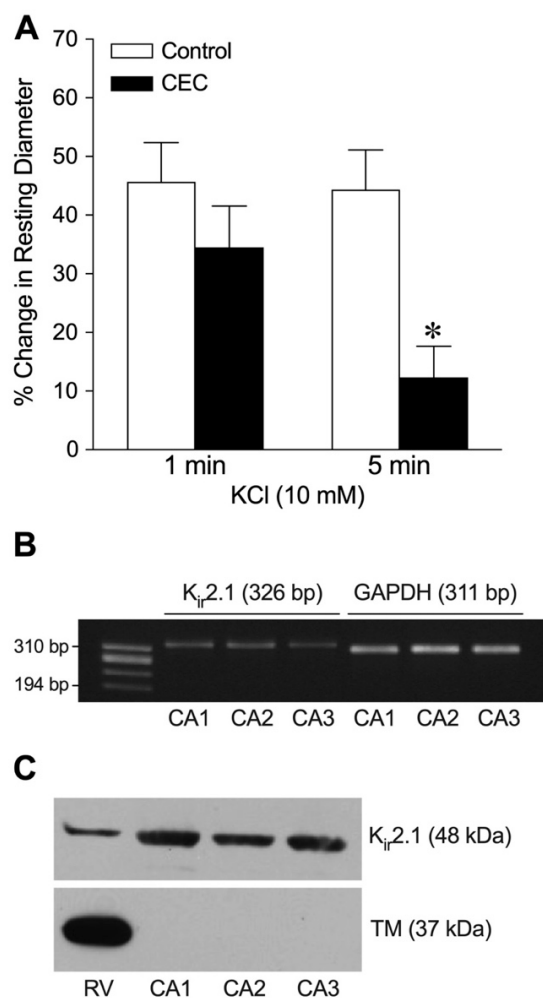 A
70
60
50
40
30
20
10
0
% Change in Resting Diameter
Control
CEC
*
1 min 5 min
KCl (10 mM)
B
Kir2.1 (326 bp) GAPDH (311 bp)
310 bp
194 bp
CA1 CA2 CA3 CA1 CA2 CA3
C
Kir2.1 (48 kDa)
TM (37 kDa)
RV CA1 CA2 CA3